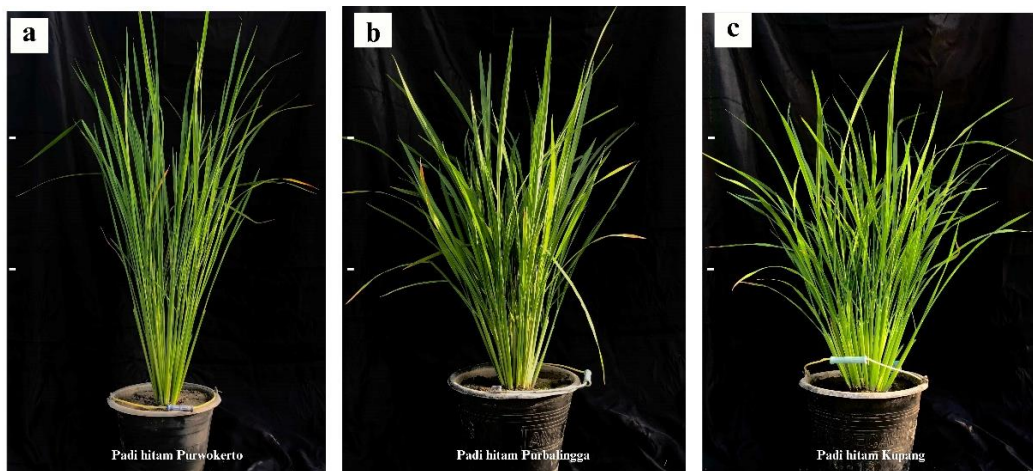 a
b
c
Padi hitam Purwokerto
Padi hitam Purbalingga
Padi hitam Kupang